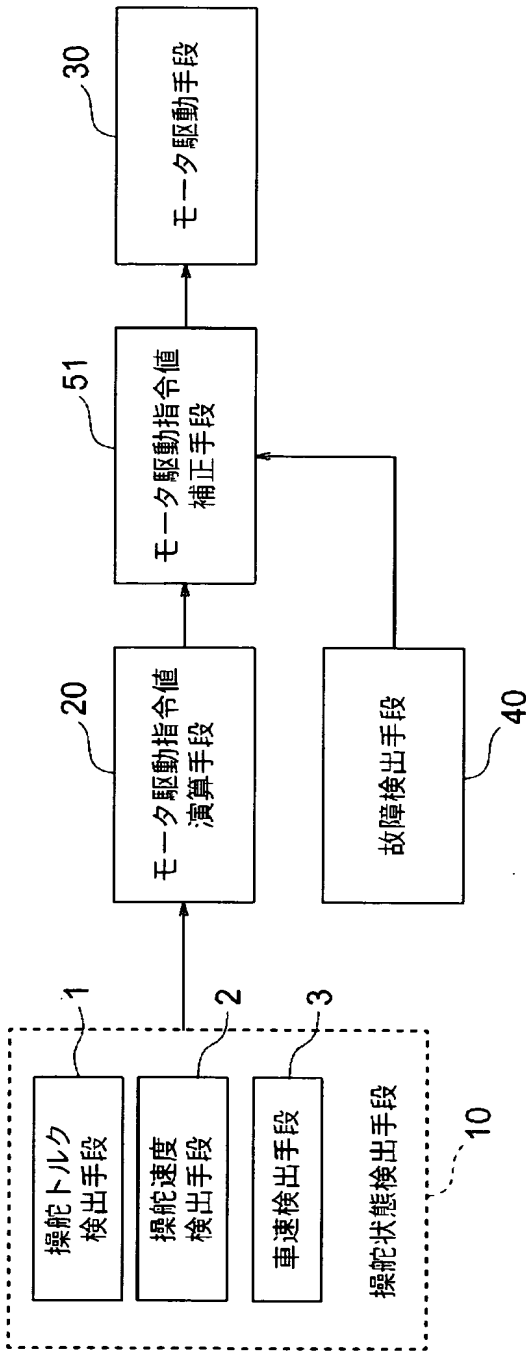 操舵トルク
検出手段
1
操舵速度
検出手段
2
車速検出手段
3
操舵状態検出手段
10
モータ駆動指令値
演算手段
20
故障検出手段
40
モータ駆動指令値
補正手段
51
モータ駆動手段
30